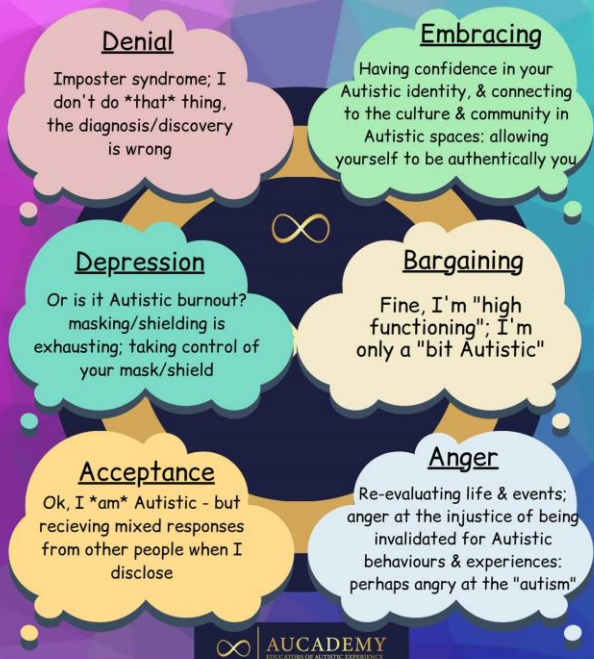 Denial
Imposter syndrome; I
don't do *that* thing,
the diagnosis/discovery
is wrong
Embracing
Having confidence in your
Autistic identity, & connecting
to the culture & community in
Autistic spaces: allowing
yourself to be authentically you
Depression
Or is it Autistic burnout?
masking/shielding is
exhausting; taking control of
your mask/shield
Bargaining
Fine, I'm "high
functioning"; I'm
only a "bit Autistic"
Acceptance
Ok, I *am* Autistic - but
recieving mixed responses
from other people when I
disclose
Anger
Re-evaluating life & events;
anger at the injustice of being
invalidated for Autistic
behaviours & experiences:
perhaps angry at the "autism"
AUCADEMY
EDUCATORS OF AUTISTIC EXPERIENCE